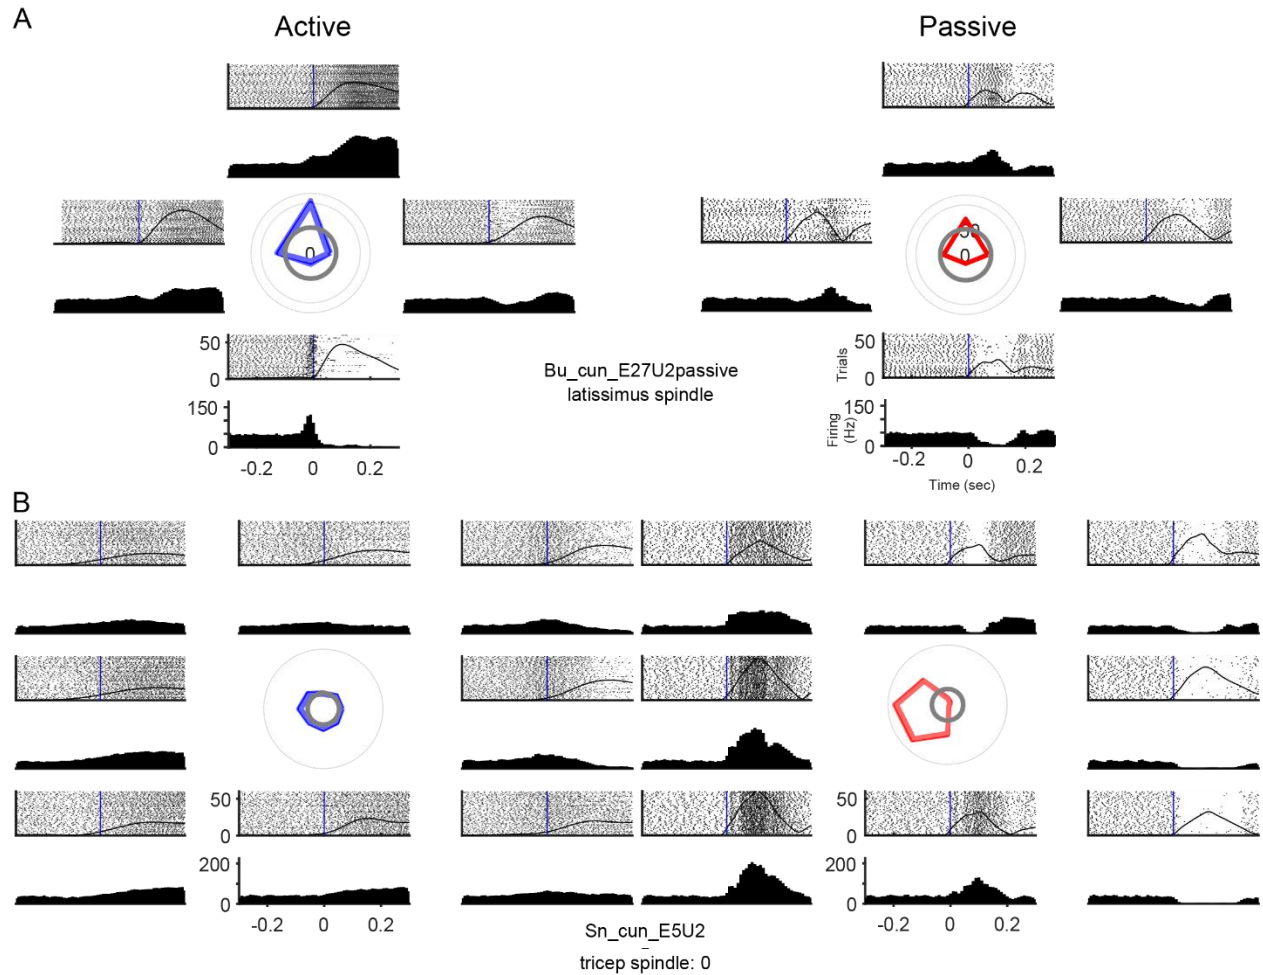 A
Active
Passive
0
50
0
Bu_cun_E27U2passive
latissimus spindle
50
0
150
0
-0.2 0 0.2
Trials
50
0
Firing
(Hz)
150
0
-0.2 0 0.2
Time (sec)
B
50
0
200
0
-0.2 0 0.2
50
0
200
0
-0.2 0 0.2
Sn_cun_E5U2
–
tricep spindle: 0